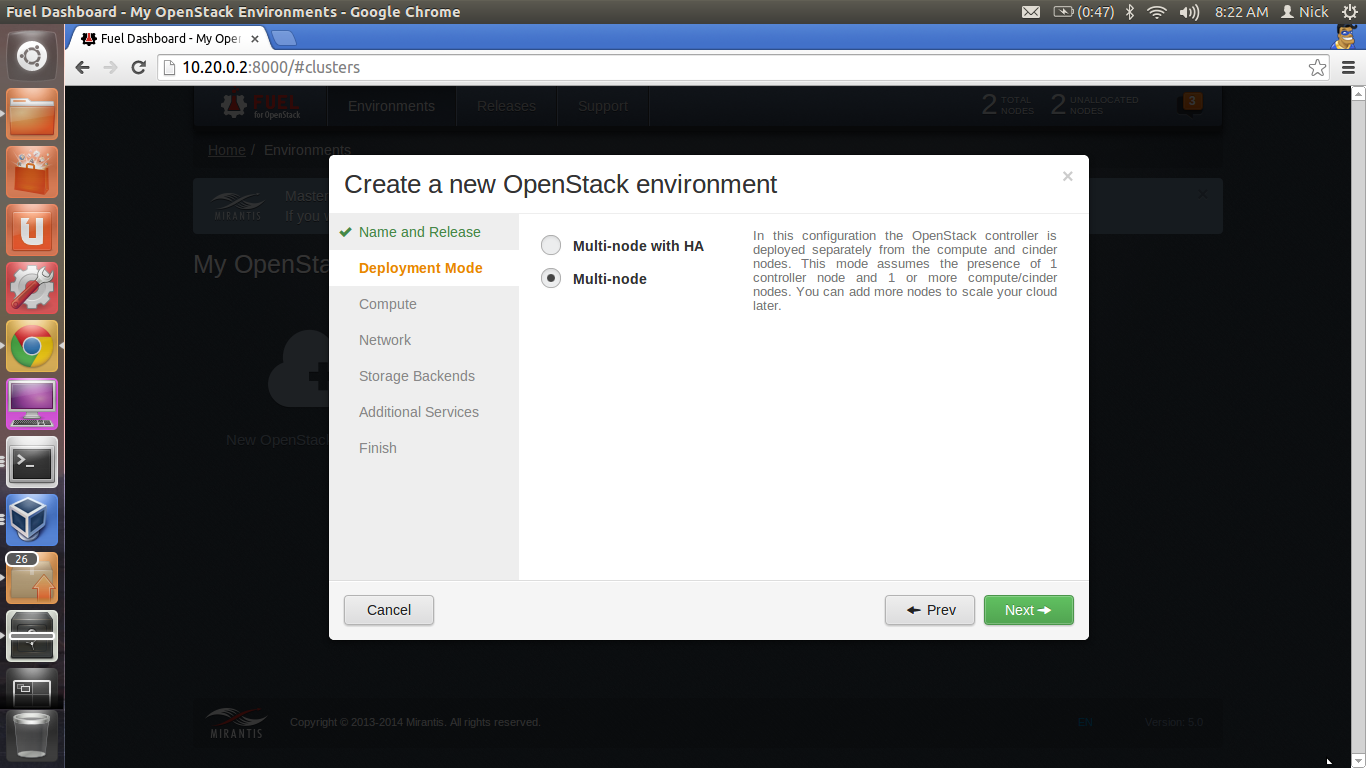 Fuel Dashboard - My OpenStack Environments - Google Chrome
(0:47) 8:22 AM Nick
Fuel Dashboard - My Oper
10.20.0.2:8000/#clusters
FUEL
for OpenStack
Environments
Releases
Support
2 TOTAL NODES
2 UNALLOCATED NODES
3
Home / Environments
MIRANTIS
Master
If you
My OpenSta
New OpenStac
Create a new OpenStack environment
×
Name and Release
Deployment Mode
Compute
Network
Storage Backends
Additional Services
Finish
Multi-node with HA
Multi-node
In this configuration the OpenStack controller is
deployed separately from the compute and cinder
nodes. This mode assumes the presence of 1
controller node and 1 or more compute/cinder
nodes. You can add more nodes to scale your cloud
later.
Cancel
Prev
Next
26
MIRANTIS
Copyright © 2013-2014 Mirantis. All rights reserved.
EN
Version: 5.0